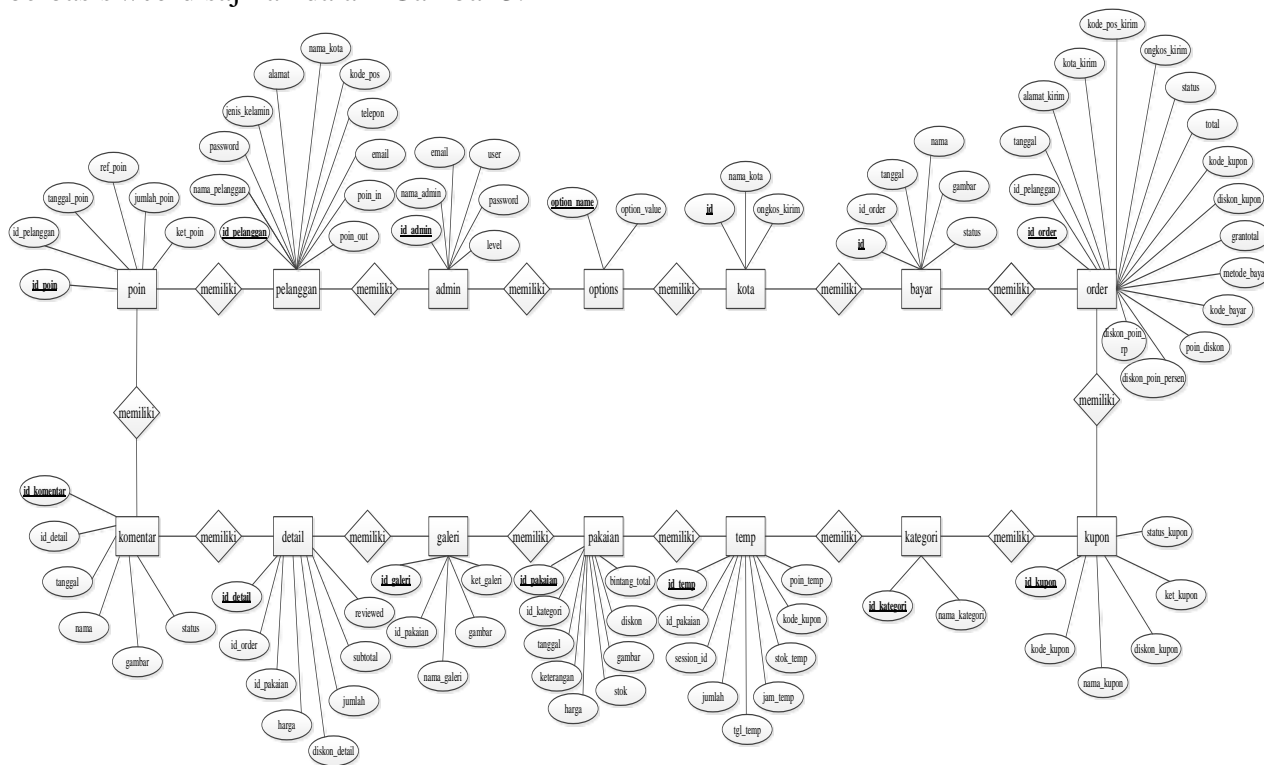 nama_kota
alamat
kode_pos
jenis_kelamin
telepon
password
email
nama_pelanggan
poin_in
id_pelanggan
poin_out
ref_poin
tanggal_poin
jumlah_poin
id_pelanggan
ket_poin
id_poin
email
user
nama_admin
password
id_admin
level
option_name
option_value
nama_kota
id
ongkos_kirim
nama
tanggal
gambar
id_order
status
id
kode_pos_kirim
kota_kirim
ongkos_kirim
alamat_kirim
status
tanggal
total
id_pelanggan
kode_kupon
id_order
diskon_kupon
grantotal
metode_baya
kode_bayar
poin_diskon
diskon_poin_
rp
diskon_poin_persen
poin
memiliki
pelanggan
memiliki
admin
memiliki
options
memiliki
kota
memiliki
bayar
memiliki
order
memiliki
memiliki
komentar
memiliki
detail
memiliki
galeri
memiliki
pakaian
memiliki
temp
memiliki
kategori
memiliki
kupon
id_komentar
id_detail
tanggal
nama
gambar
status
id_detail
id_order
id_pakaian
harga
diskon_detail
jumlah
subtotal
reviewed
id_galeri
id_pakaian
nama_galeri
gambar
ket_galeri
id_pakaian
id_kategori
tanggal
keterangan
harga
stok
gambar
diskon
bintang_total
id_temp
id_pakaian
session_id
jumlah
tgl_temp
jam_temp
stok_temp
kode_kupon
poin_temp
id_kategori
nama_kategori
id_kupon
kode_kupon
nama_kupon
diskon_kupon
ket_kupon
status_kupon